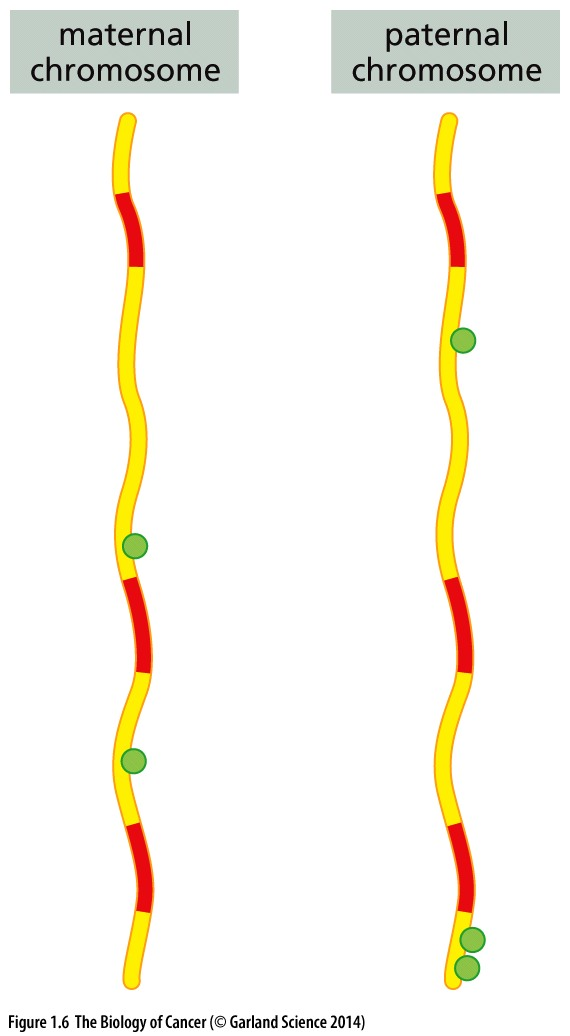 maternal
chromosome
paternal
chromosome
Figure 1.6 The Biology of Cancer (© Garland Science 2014)